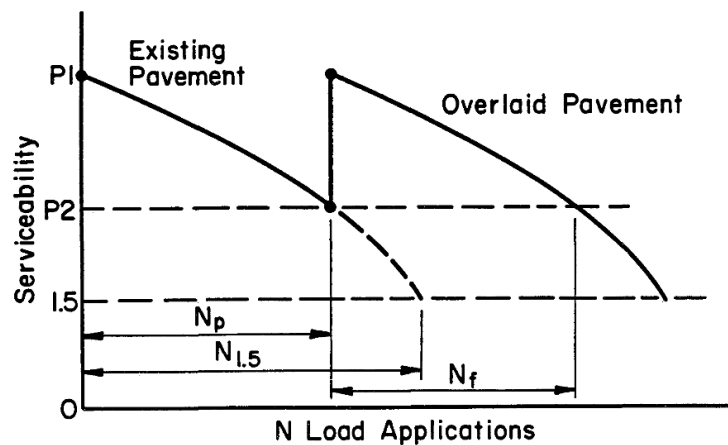 Existing
Pavement
P1
Overlaid Pavement
Serviceability
P2
1.5
Np
N1.5
Nf
0
N Load Applications